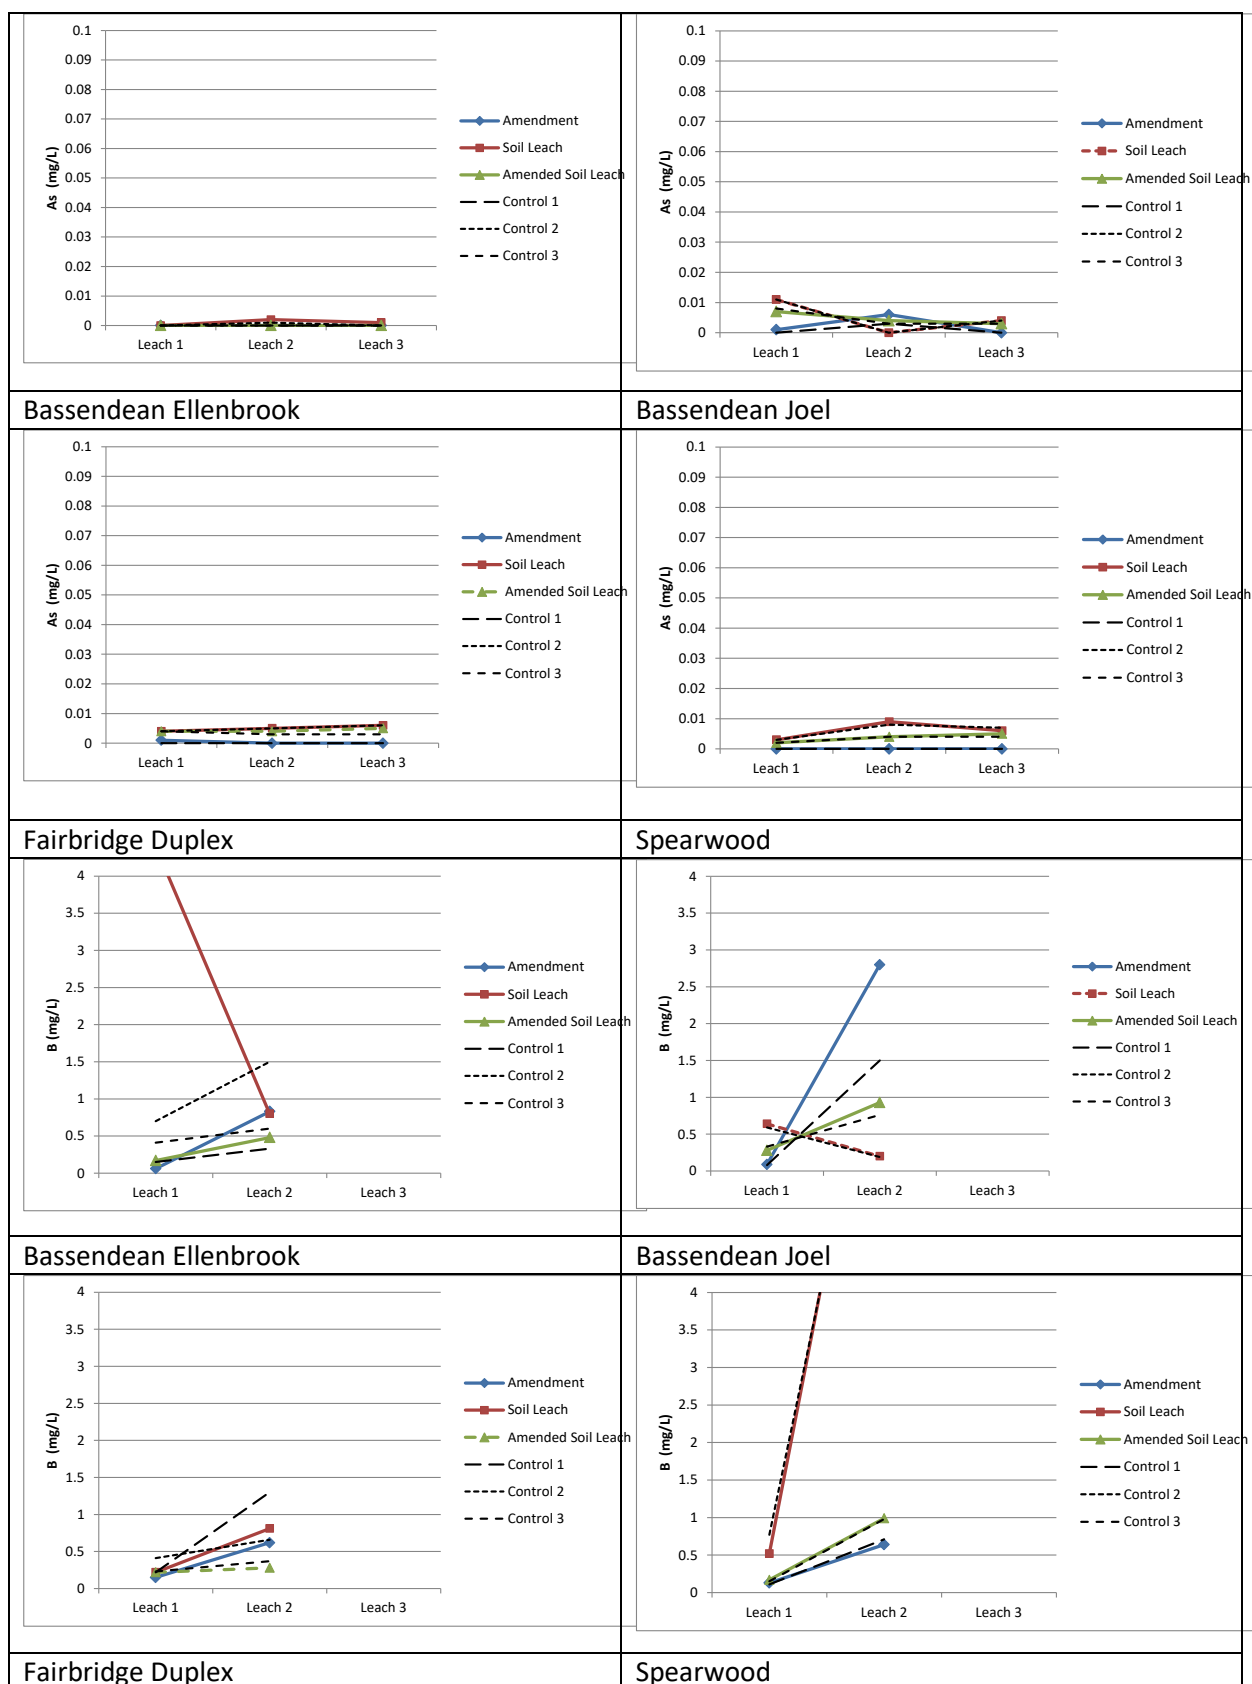 0.1
0.09
0.08
0.07
0.06
0.05
0.04
0.03
0.02
0.01
0
As (mg/L)
Leach 1 Leach 2 Leach 3
Amendment
Soil Leach
Amended Soil Leach
Control 1
Control 2
Control 3
0.1
0.09
0.08
0.07
0.06
0.05
0.04
0.03
0.02
0.01
0
As (mg/L)
Leach 1 Leach 2 Leach 3
Amendment
Soil Leach
Amended Soil Leach
Control 1
Control 2
Control 3
Bassendean Ellenbrook
Bassendean Joel
0.1
0.09
0.08
0.07
0.06
0.05
0.04
0.03
0.02
0.01
0
As (mg/L)
Leach 1 Leach 2 Leach 3
Amendment
Soil Leach
Amended Soil Leach
Control 1
Control 2
Control 3
0.1
0.09
0.08
0.07
0.06
0.05
0.04
0.03
0.02
0.01
0
As (mg/L)
Leach 1 Leach 2 Leach 3
Amendment
Soil Leach
Amended Soil Leach
Control 1
Control 2
Control 3
Fairbridge Duplex
Spearwood
4
3.5
3
2.5
2
1.5
1
0.5
0
B (mg/L)
Leach 1 Leach 2 Leach 3
Amendment
Soil Leach
Amended Soil Leach
Control 1
Control 2
Control 3
4
3.5
3
2.5
2
1.5
1
0.5
0
B (mg/L)
Leach 1 Leach 2 Leach 3
Amendment
Soil Leach
Amended Soil Leach
Control 1
Control 2
Control 3
Bassendean Ellenbrook
Bassendean Joel
4
3.5
3
2.5
2
1.5
1
0.5
0
B (mg/L)
Leach 1 Leach 2 Leach 3
Amendment
Soil Leach
Amended Soil Leach
Control 1
Control 2
Control 3
4
3.5
3
2.5
2
1.5
1
0.5
0
B (mg/L)
Leach 1 Leach 2 Leach 3
Amendment
Soil Leach
Amended Soil Leach
Control 1
Control 2
Control 3
Fairbridge Duplex
Spearwood